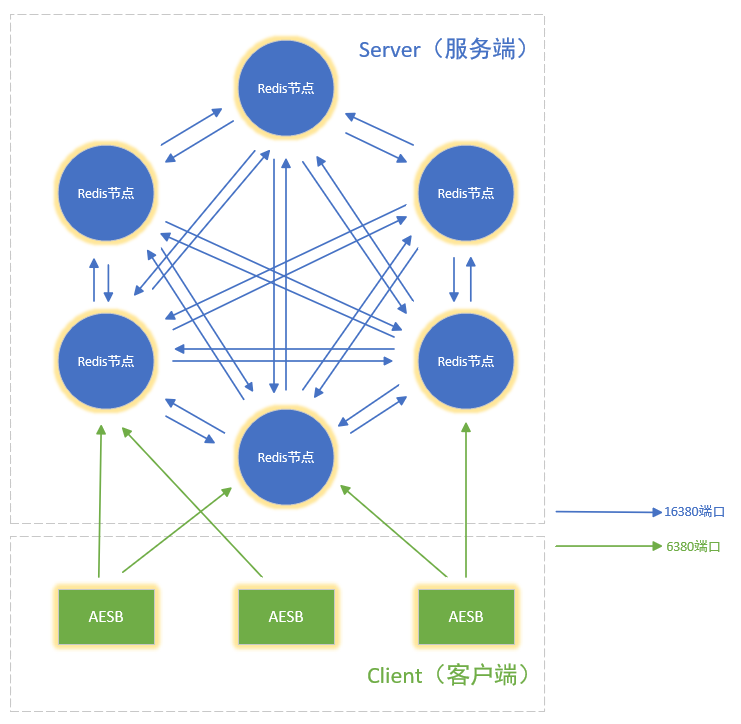 Server（服务端）
Redis节点
Redis节点
Redis节点
Redis节点
Redis节点
Redis节点
16380端口
6380端口
AESB
AESB
AESB
Client（客户端）